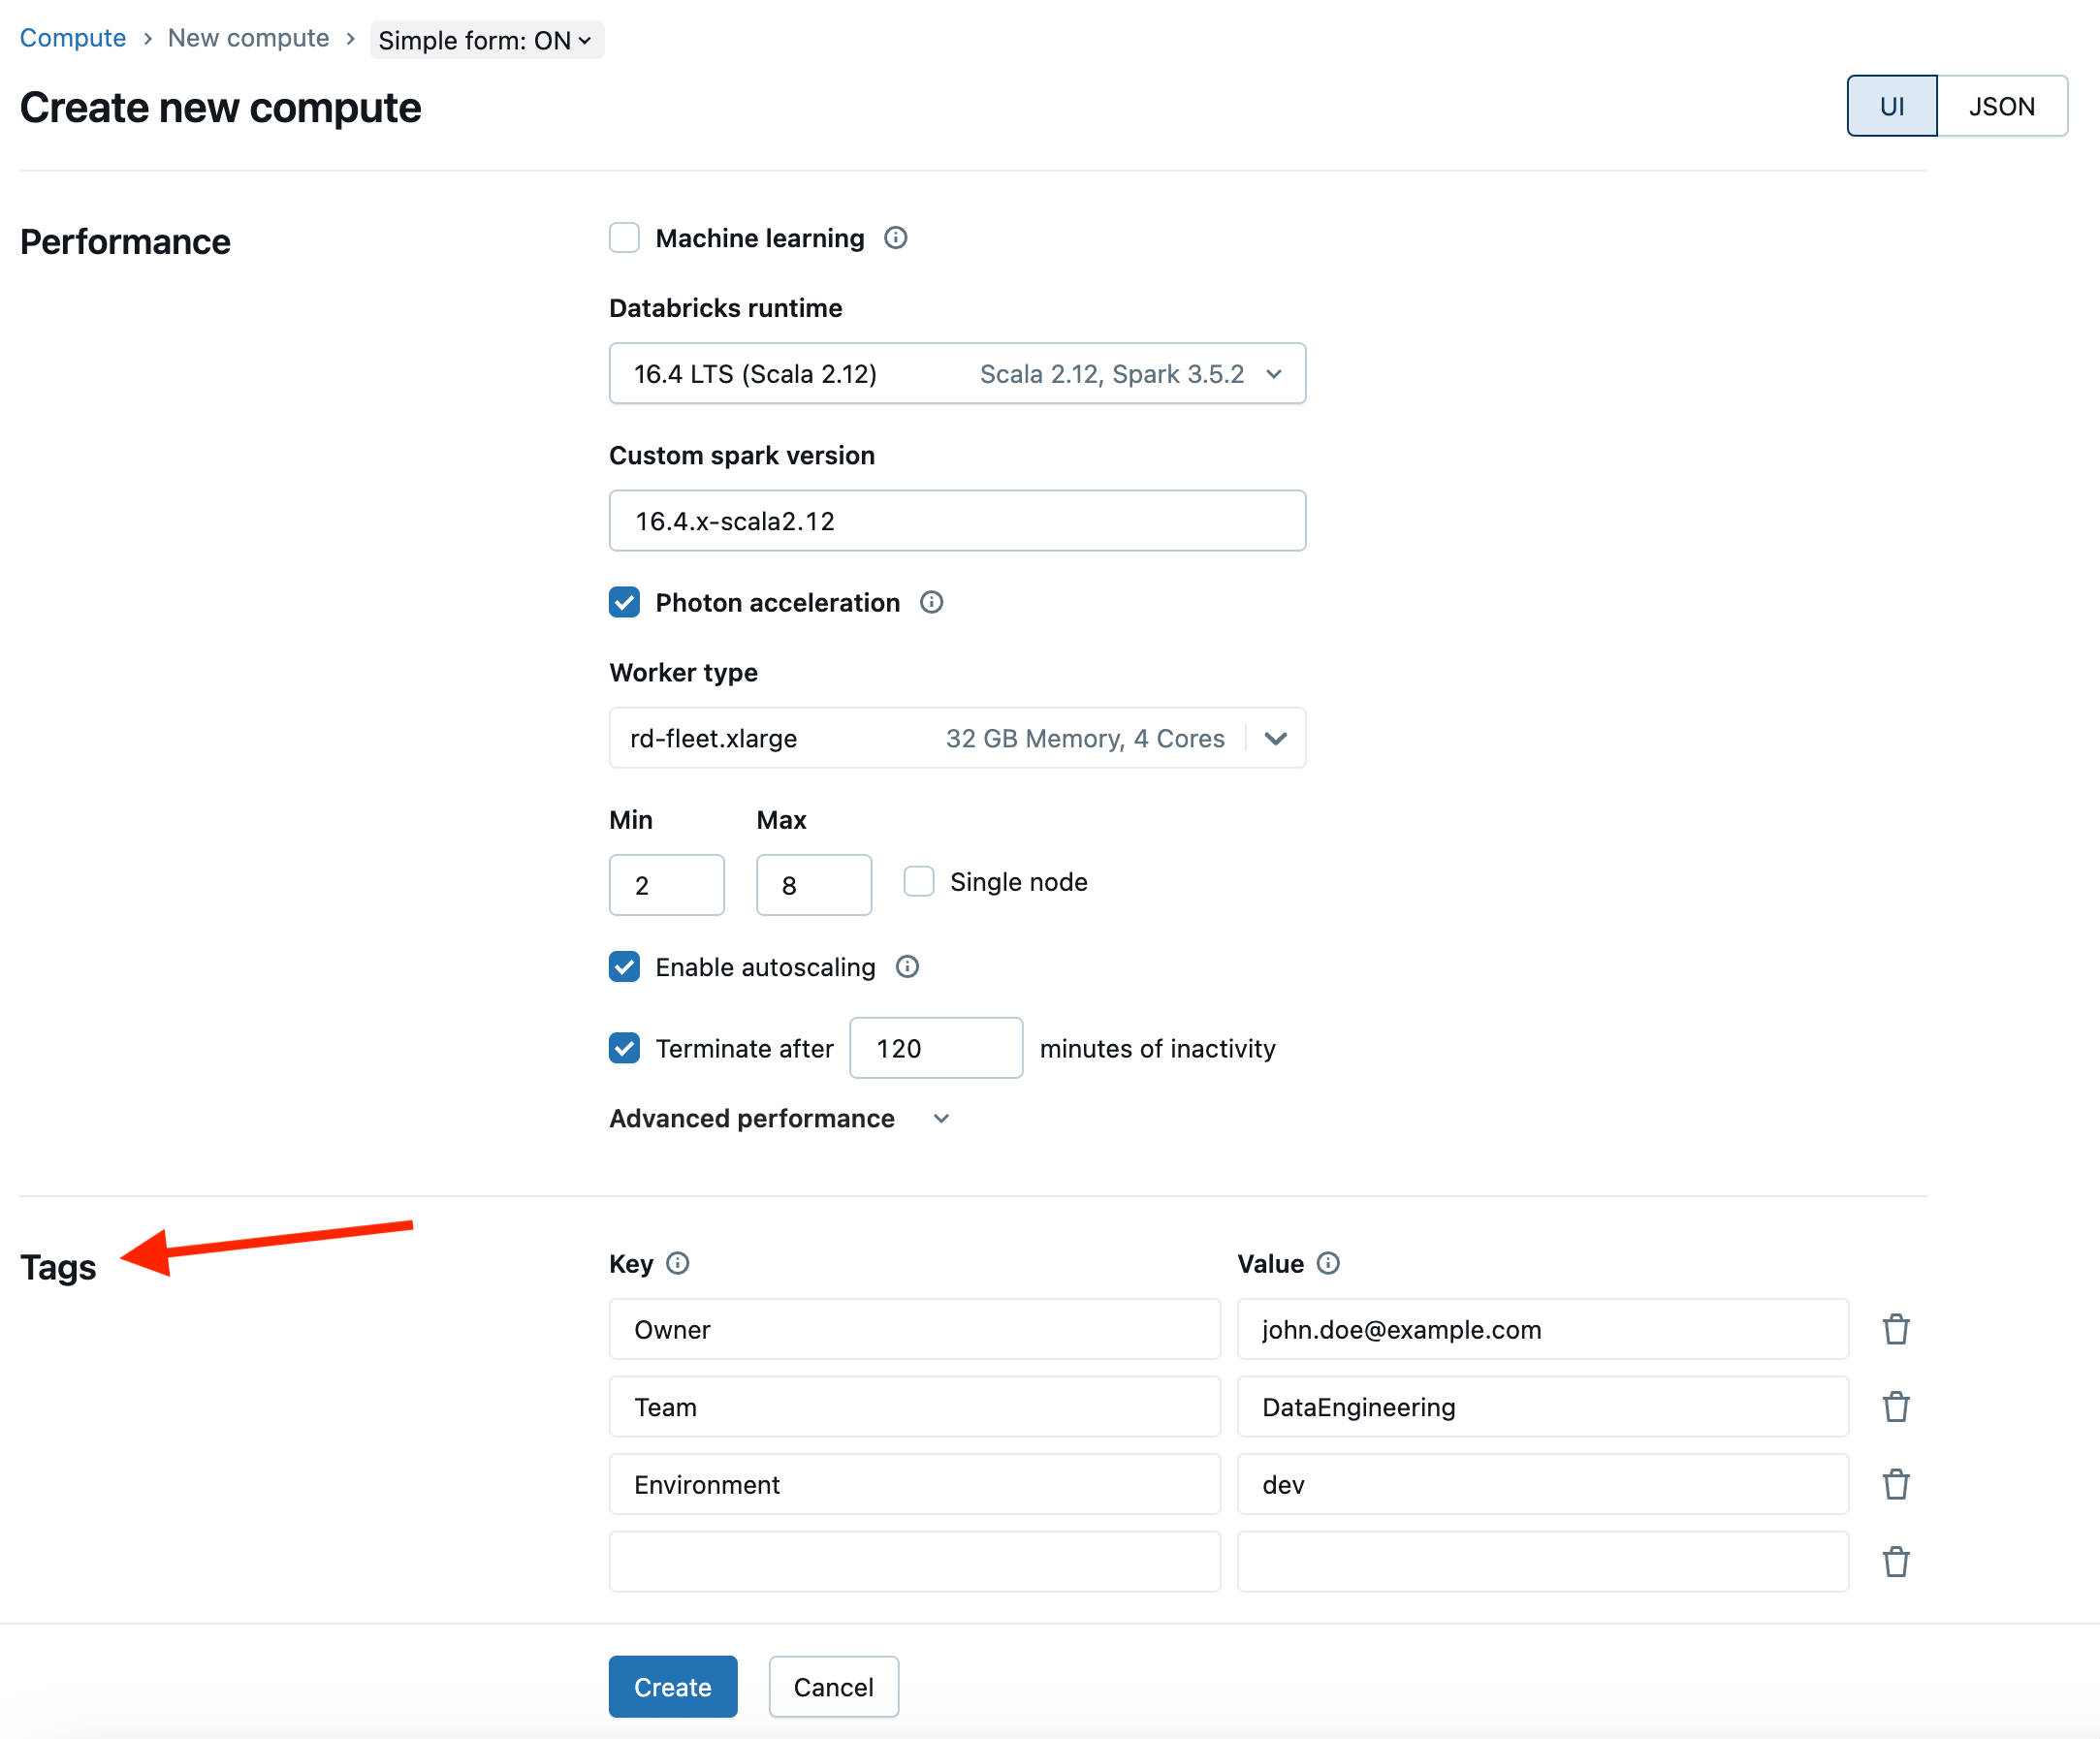 Compute > New compute > Simple form: ON
Create new compute
UI JSON
Performance
Machine learning
Databricks runtime
16.4 LTS (Scala 2.12) Scala 2.12, Spark 3.5.2
Custom spark version
16.4.x-scala2.12
Photon acceleration
Worker type
rd-fleet.xlarge 32 GB Memory, 4 Cores
Min Max
2 8 Single node
Enable autoscaling
Terminate after 120 minutes of inactivity
Advanced performance
Tags
Key Value
Owner john.doe@example.com
Team DataEngineering
Environment dev
Create Cancel